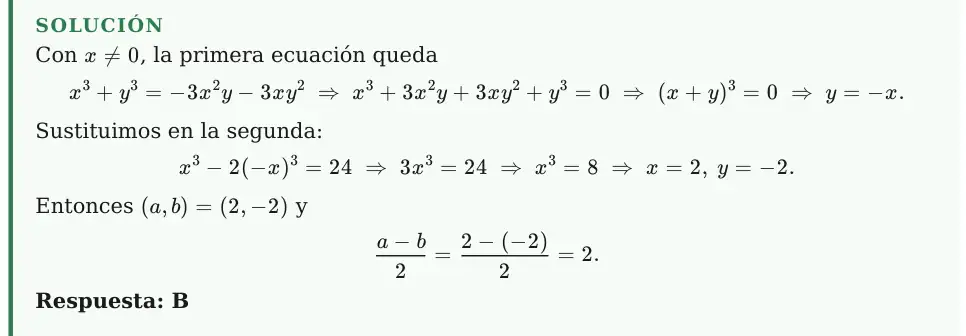 SOLUCIÓN
Con x ≠ 0, la primera ecuación queda
x³ + y³ = −3x²y − 3xy² ⇒ x³ + 3x²y + 3xy² + y³ = 0 ⇒ (x + y)³ = 0 ⇒ y = −x.
Sustituimos en la segunda:
x³ − 2(−x)³ = 24 ⇒ 3x³ = 24 ⇒ x³ = 8 ⇒ x = 2, y = −2.
Entonces (a, b) = (2, −2) y
(a − b)/2 = (2 − (−2))/2 = 2.
Respuesta: B